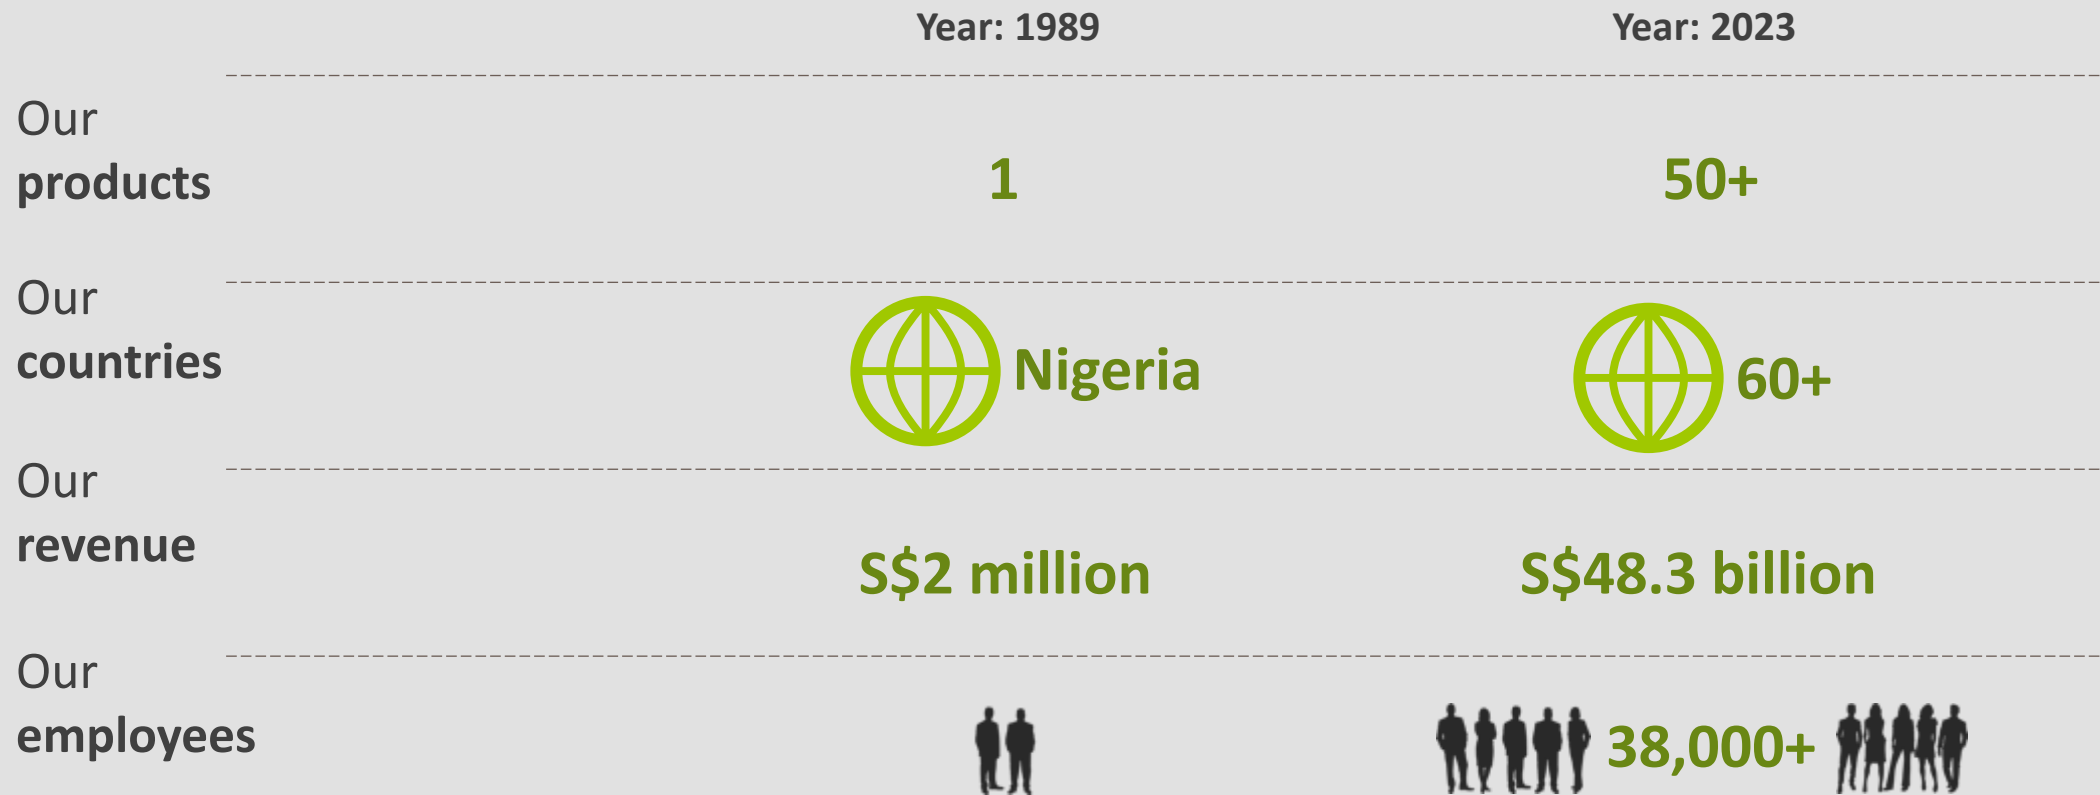 Year: 1989
Year: 2023
Our
products
1
50+
Our
countries
Nigeria
60+
Our
revenue
S$2 million
S$48.3 billion
Our
employees
38,000+